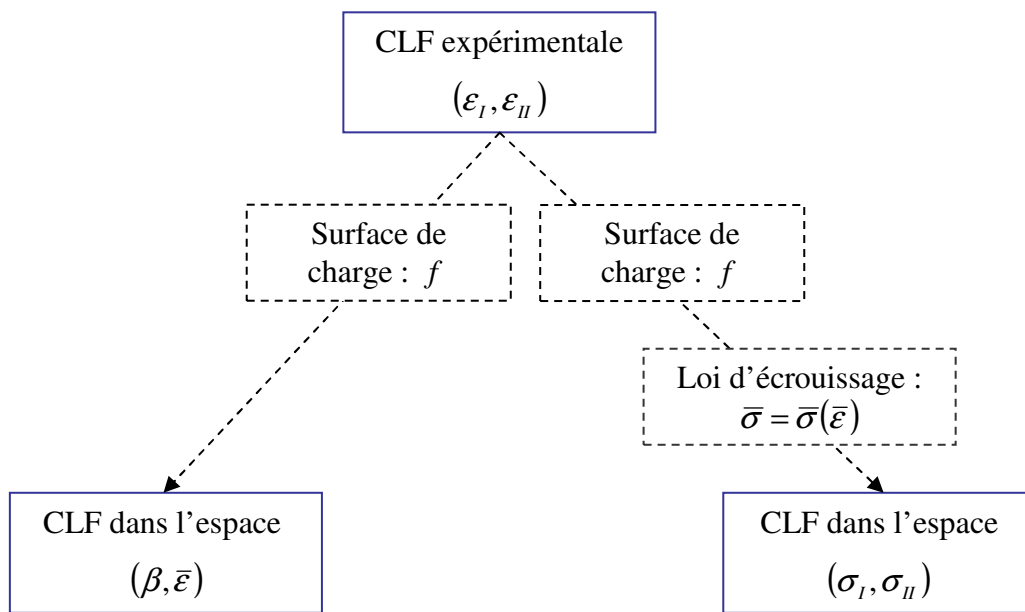 CLF expérimentale
(ε_I, ε_II)
Surface de
charge : f
Surface de
charge : f
Loi d’écrouissage :
σ̅ = σ̅(ε̅)
CLF dans l’espace
(β, ε̅)
CLF dans l’espace
(σ_I, σ_II)